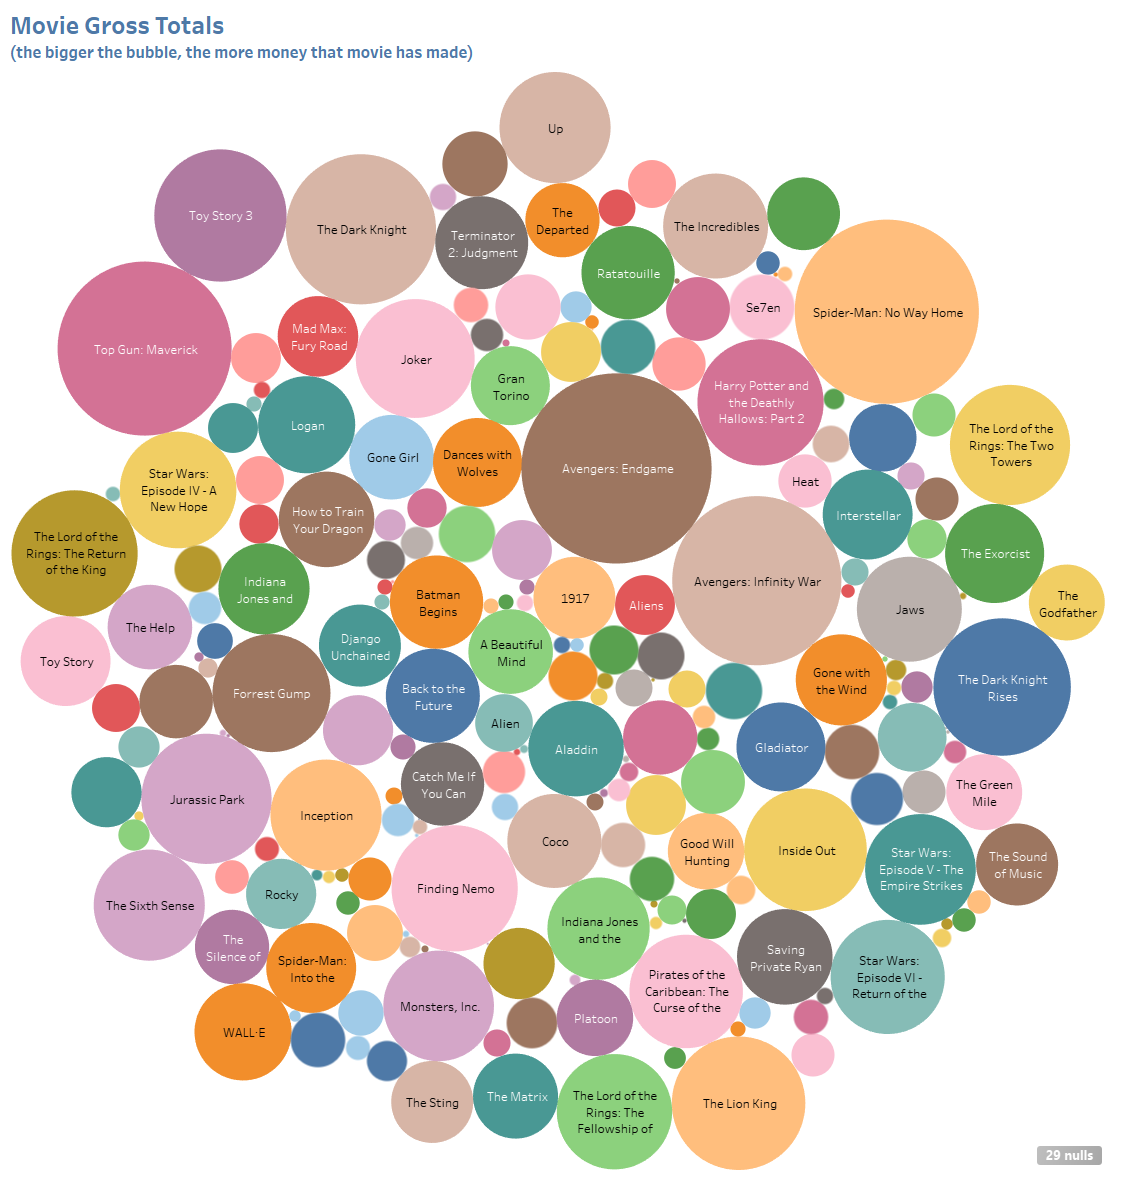 Movie Gross Totals
(the bigger the bubble, the more money that movie has made)
Up
Toy Story 3
The Dark Knight
The
Departed
The Incredibles
Terminator
2: Judgment
Ratatouille
Se7en
Spider-Man: No Way Home
Top Gun: Maverick
Mad Max:
Fury Road
Joker
Gran
Torino
Harry Potter and
the Deathly
Hallows: Part 2
Logan
Gone Girl
Dances with
Wolves
Avengers: Endgame
The Lord of the
Rings: The Two
Towers
Star Wars:
Episode IV - A
New Hope
Heat
How to Train
Your Dragon
Interstellar
The Lord of the
Rings: The Return
of the King
The Exorcist
Indiana
Jones and
Batman
Begins
1917
Aliens
Avengers: Infinity War
Jaws
The
Godfather
The Help
Toy Story
Django
Unchained
A Beautiful
Mind
Forrest Gump
Back to the
Future
Gone with
the Wind
The Dark Knight
Rises
Alien
Aladdin
Gladiator
Catch Me If
You Can
Jurassic Park
Inception
The Green
Mile
Coco
Good Will
Hunting
Inside Out
Star Wars:
Episode V - The
Empire Strikes
The Sound
of Music
Finding Nemo
Rocky
The Sixth Sense
Indiana Jones
and the
The
Silence of
Spider-Man:
Into the
Saving
Private Ryan
Star Wars:
Episode VI -
Return of the
Pirates of the
Caribbean: The
Curse of the
Monsters, Inc.
Platoon
WALL·E
The Sting
The Matrix
The Lord of the
Rings: The
Fellowship of
The Lion King
29 nulls